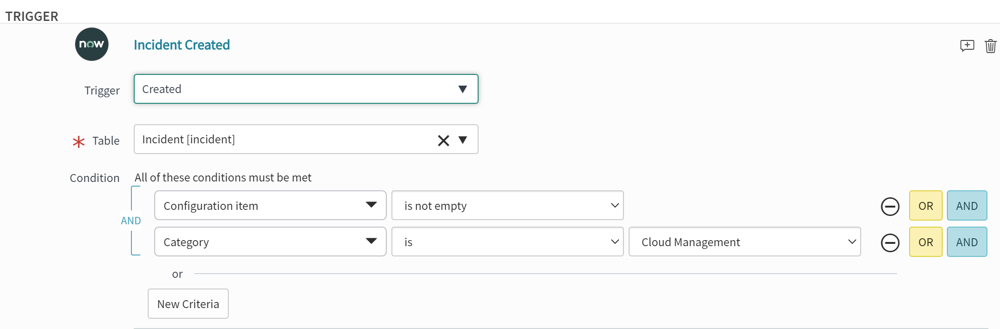 TRIGGER
now
Incident Created
Trigger Created
Table Incident [incident]
Condition All of these conditions must be met
Configuration item is not empty OR AND
AND
Category is Cloud Management OR AND
or
New Criteria